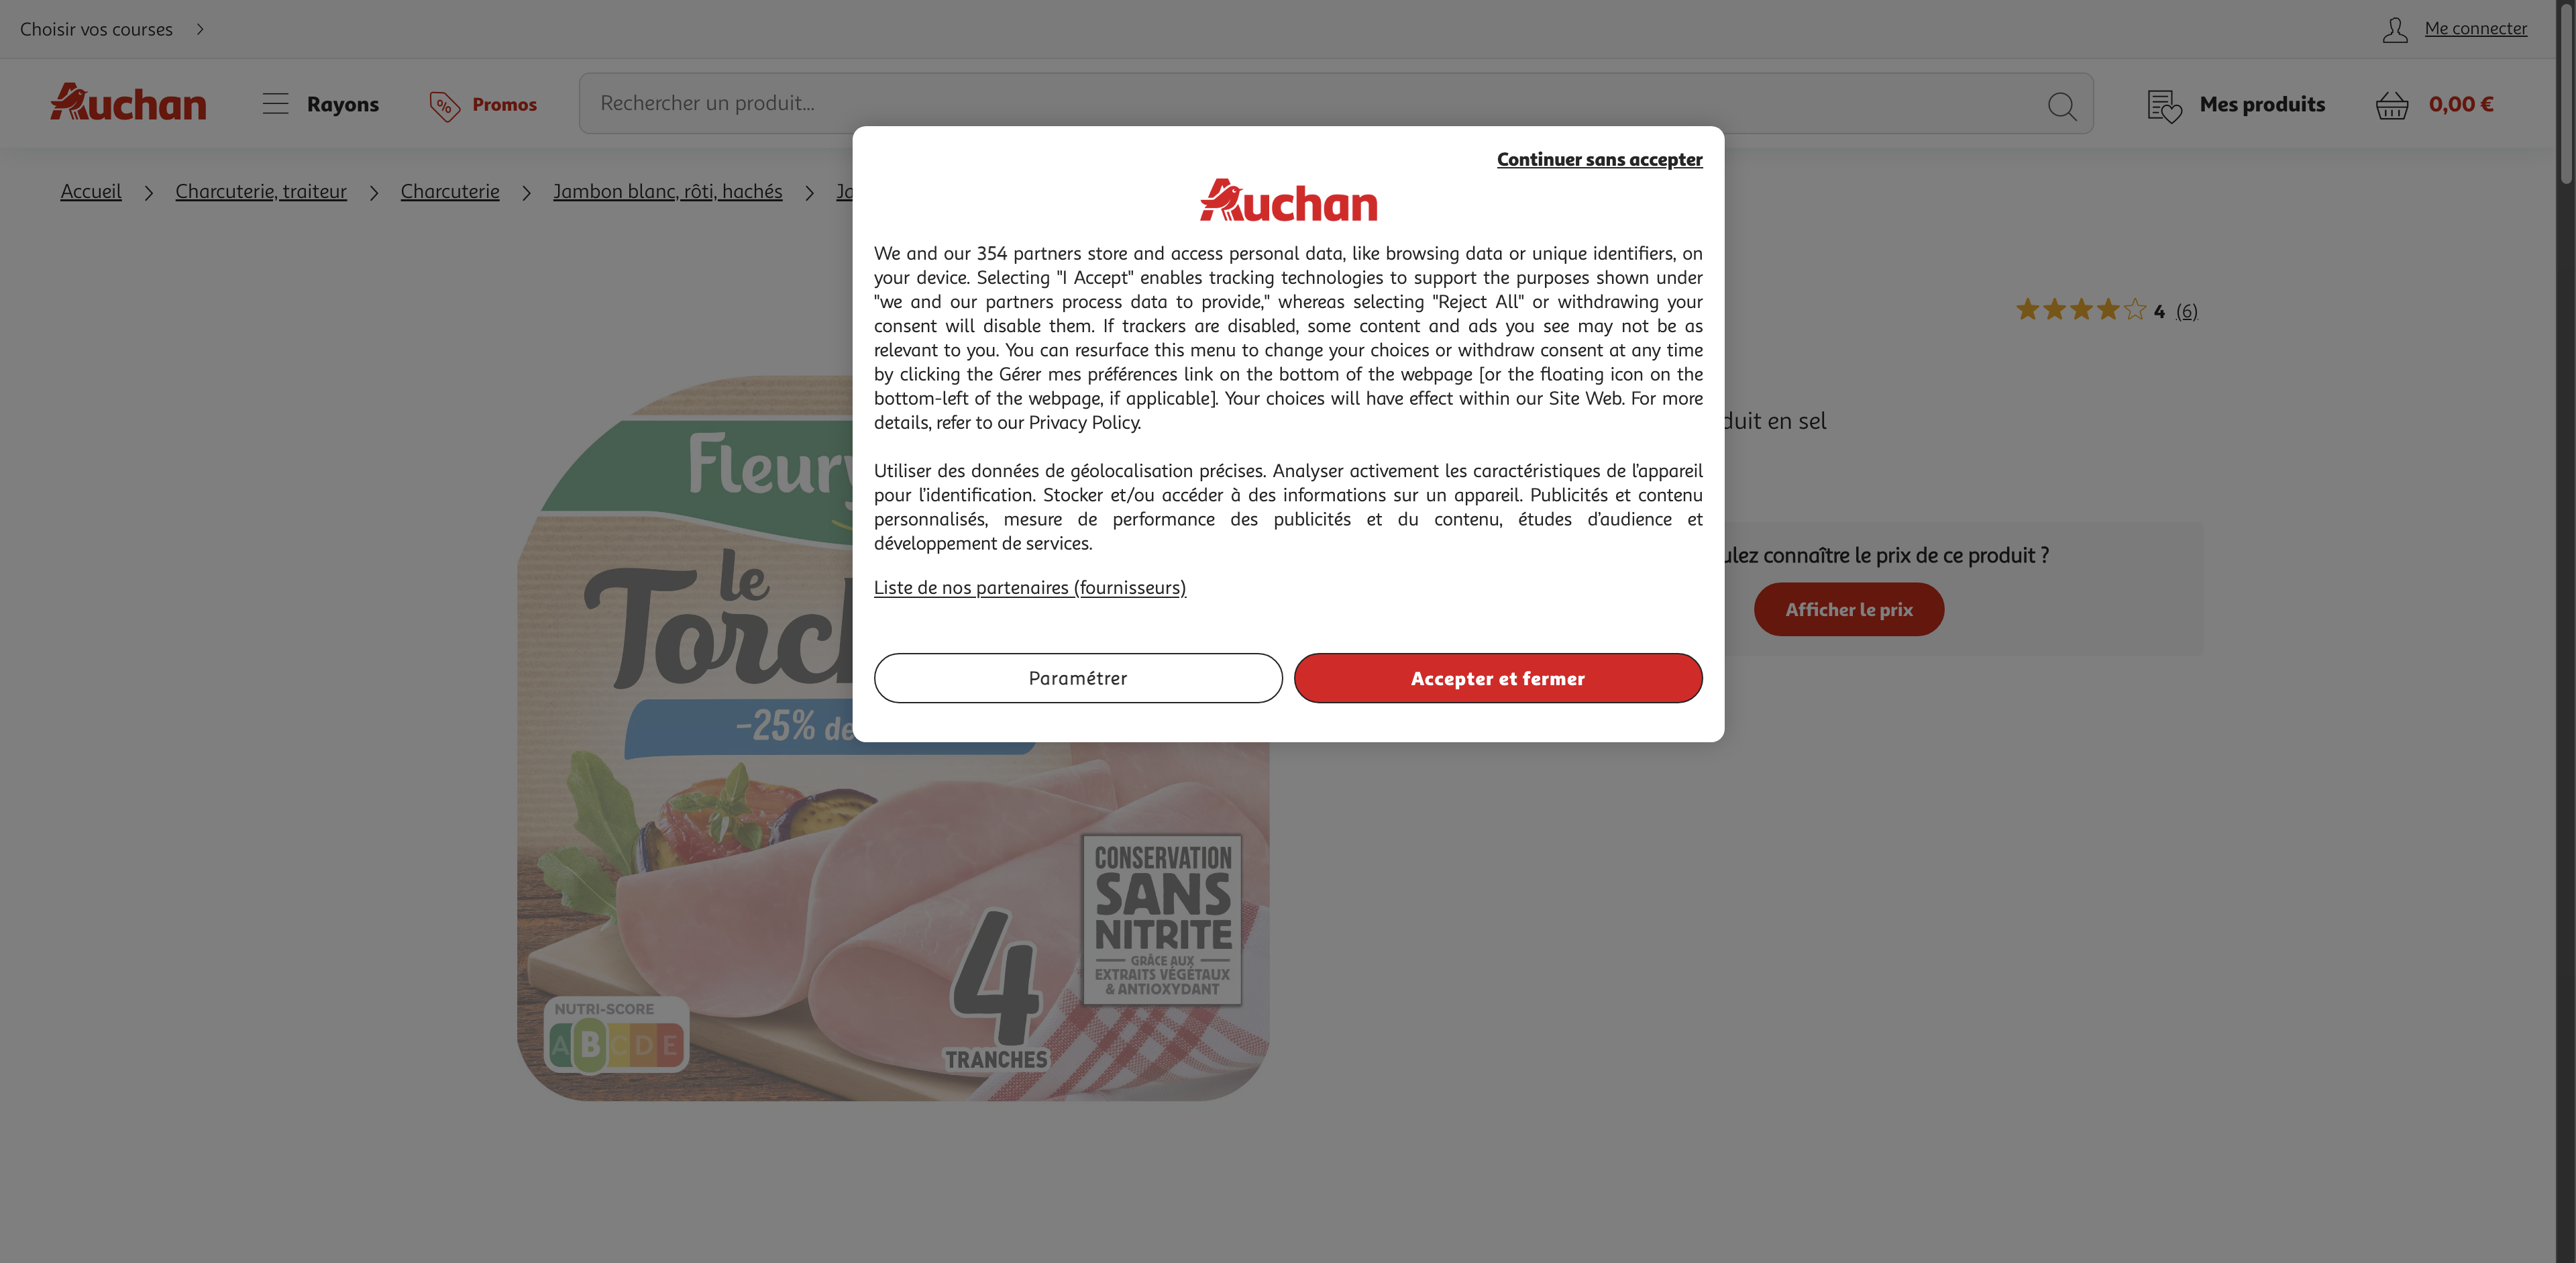 Choisir vos courses
Me connecter
Auchan
Rayons
Promos
Rechercher un produit...
Mes produits
0,00 €
Accueil
Charcuterie, traiteur
Charcuterie
Jambon blanc, rôti, hachés
Continuer sans accepter
Auchan
We and our 354 partners store and access personal data, like browsing data or unique identifiers, on
your device. Selecting "I Accept" enables tracking technologies to support the purposes shown under
"we and our partners process data to provide," whereas selecting "Reject All" or withdrawing your
consent will disable them. If trackers are disabled, some content and ads you see may not be as
relevant to you. You can resurface this menu to change your choices or withdraw consent at any time
by clicking the Gérer mes préférences link on the bottom of the webpage [or the floating icon on the
bottom-left of the webpage, if applicable]. Your choices will have effect within our Site Web. For more
details, refer to our Privacy Policy.
Utiliser des données de géolocalisation précises. Analyser activement les caractéristiques de l'appareil
pour l'identification. Stocker et/ou accéder à des informations sur un appareil. Publicités et contenu
personnalisés, mesure de performance des publicités et du contenu, études d'audience et
développement de services.
Liste de nos partenaires (fournisseurs)
Paramétrer
Accepter et fermer
4 (6)
duit en sel
ulez connaître le prix de ce produit ?
Afficher le prix
Fleury
le
Torch
-25% de
CONSERVATION
SANS
NITRITE
GRÂCE AUX
EXTRAITS VÉGÉTAUX
& ANTIOXYDANT
4
TRANCHES
NUTRI-SCORE
A B C D E